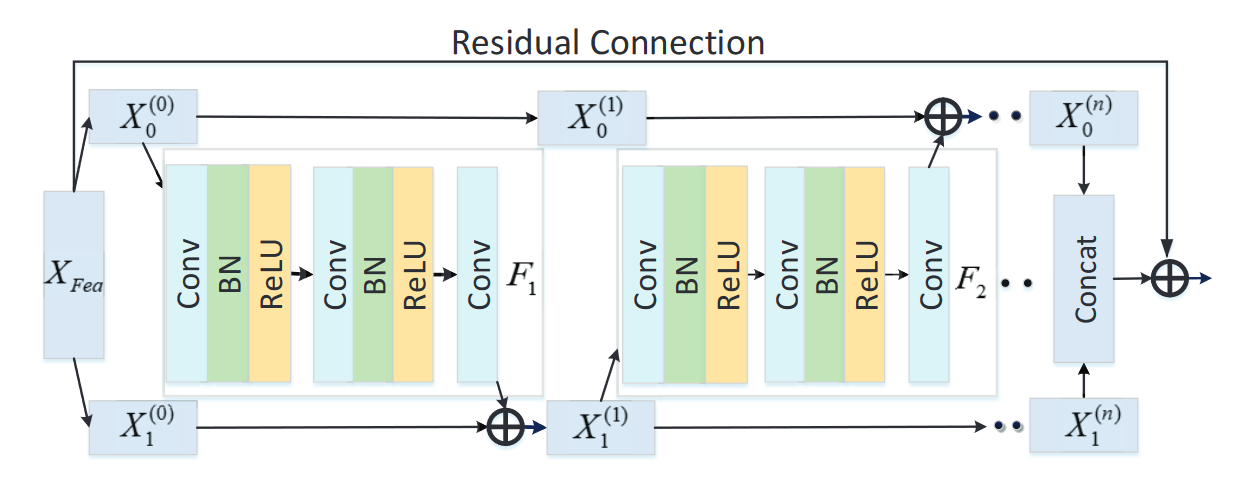 Residual Connection
X_0^{(0)}
X_0^{(1)}
X_0^{(n)}
X_{Fea}
Conv
BN
ReLU
Conv
BN
ReLU
Conv
F_1
Conv
BN
ReLU
Conv
BN
ReLU
Conv
F_2
Concat
X_1^{(0)}
X_1^{(1)}
X_1^{(n)}